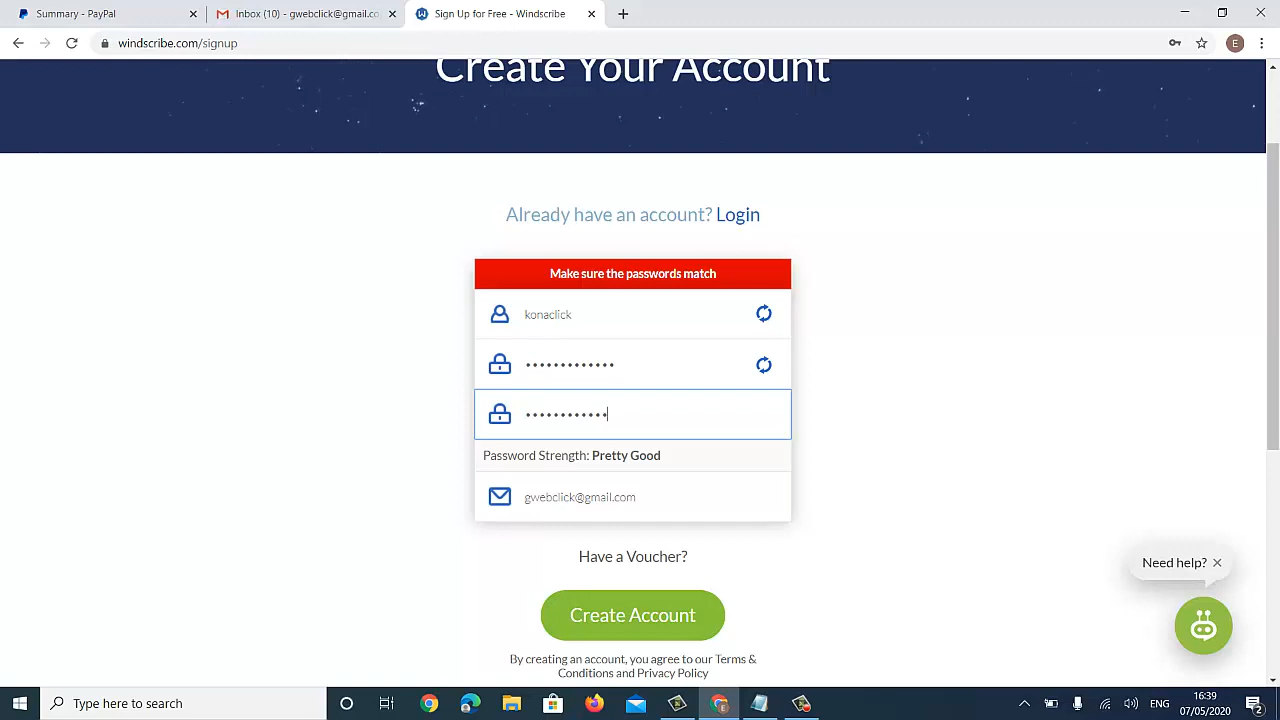 Summary - PayPal
Inbox (10) - gwebclick@gmail.co
Sign Up for Free - Windscribe
windscribe.com/signup
E
Create Your Account
Already have an account? Login
Make sure the passwords match
konaclick
•••••••••••••
••••••••••••
Password Strength: Pretty Good
gwebclick@gmail.com
Have a Voucher?
Need help?
Create Account
By creating an account, you agree to our Terms &
Conditions and Privacy Policy
Type here to search
ENG
16:39
07/05/2020
2